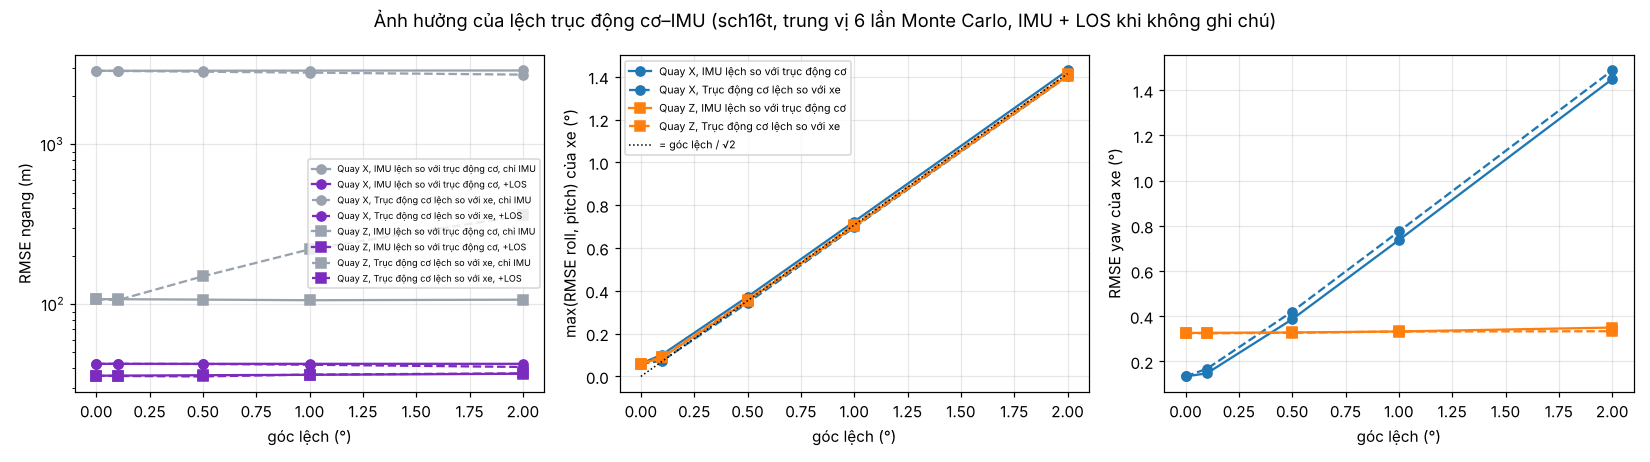 Ảnh hưởng của lệch trục động cơ–IMU (sch16t, trung vị 6 lần Monte Carlo, IMU + LOS khi không ghi chú)
RMSE ngang (m)
10³
10²
Quay X, IMU lệch so với trục động cơ, chỉ IMU
Quay X, IMU lệch so với trục động cơ, +LOS
Quay X, Trục động cơ lệch so với xe, chỉ IMU
Quay X, Trục động cơ lệch so với xe, +LOS
Quay Z, IMU lệch so với trục động cơ, chỉ IMU
Quay Z, IMU lệch so với trục động cơ, +LOS
Quay Z, Trục động cơ lệch so với xe, chỉ IMU
Quay Z, Trục động cơ lệch so với xe, +LOS
0.00 0.25 0.50 0.75 1.00 1.25 1.50 1.75 2.00
góc lệch (°)
max(RMSE roll, pitch) của xe (°)
1.4
1.2
1.0
0.8
0.6
0.4
0.2
0.0
Quay X, IMU lệch so với trục động cơ
Quay X, Trục động cơ lệch so với xe
Quay Z, IMU lệch so với trục động cơ
Quay Z, Trục động cơ lệch so với xe
= góc lệch / √2
0.00 0.25 0.50 0.75 1.00 1.25 1.50 1.75 2.00
góc lệch (°)
RMSE yaw của xe (°)
1.4
1.2
1.0
0.8
0.6
0.4
0.2
0.00 0.25 0.50 0.75 1.00 1.25 1.50 1.75 2.00
góc lệch (°)